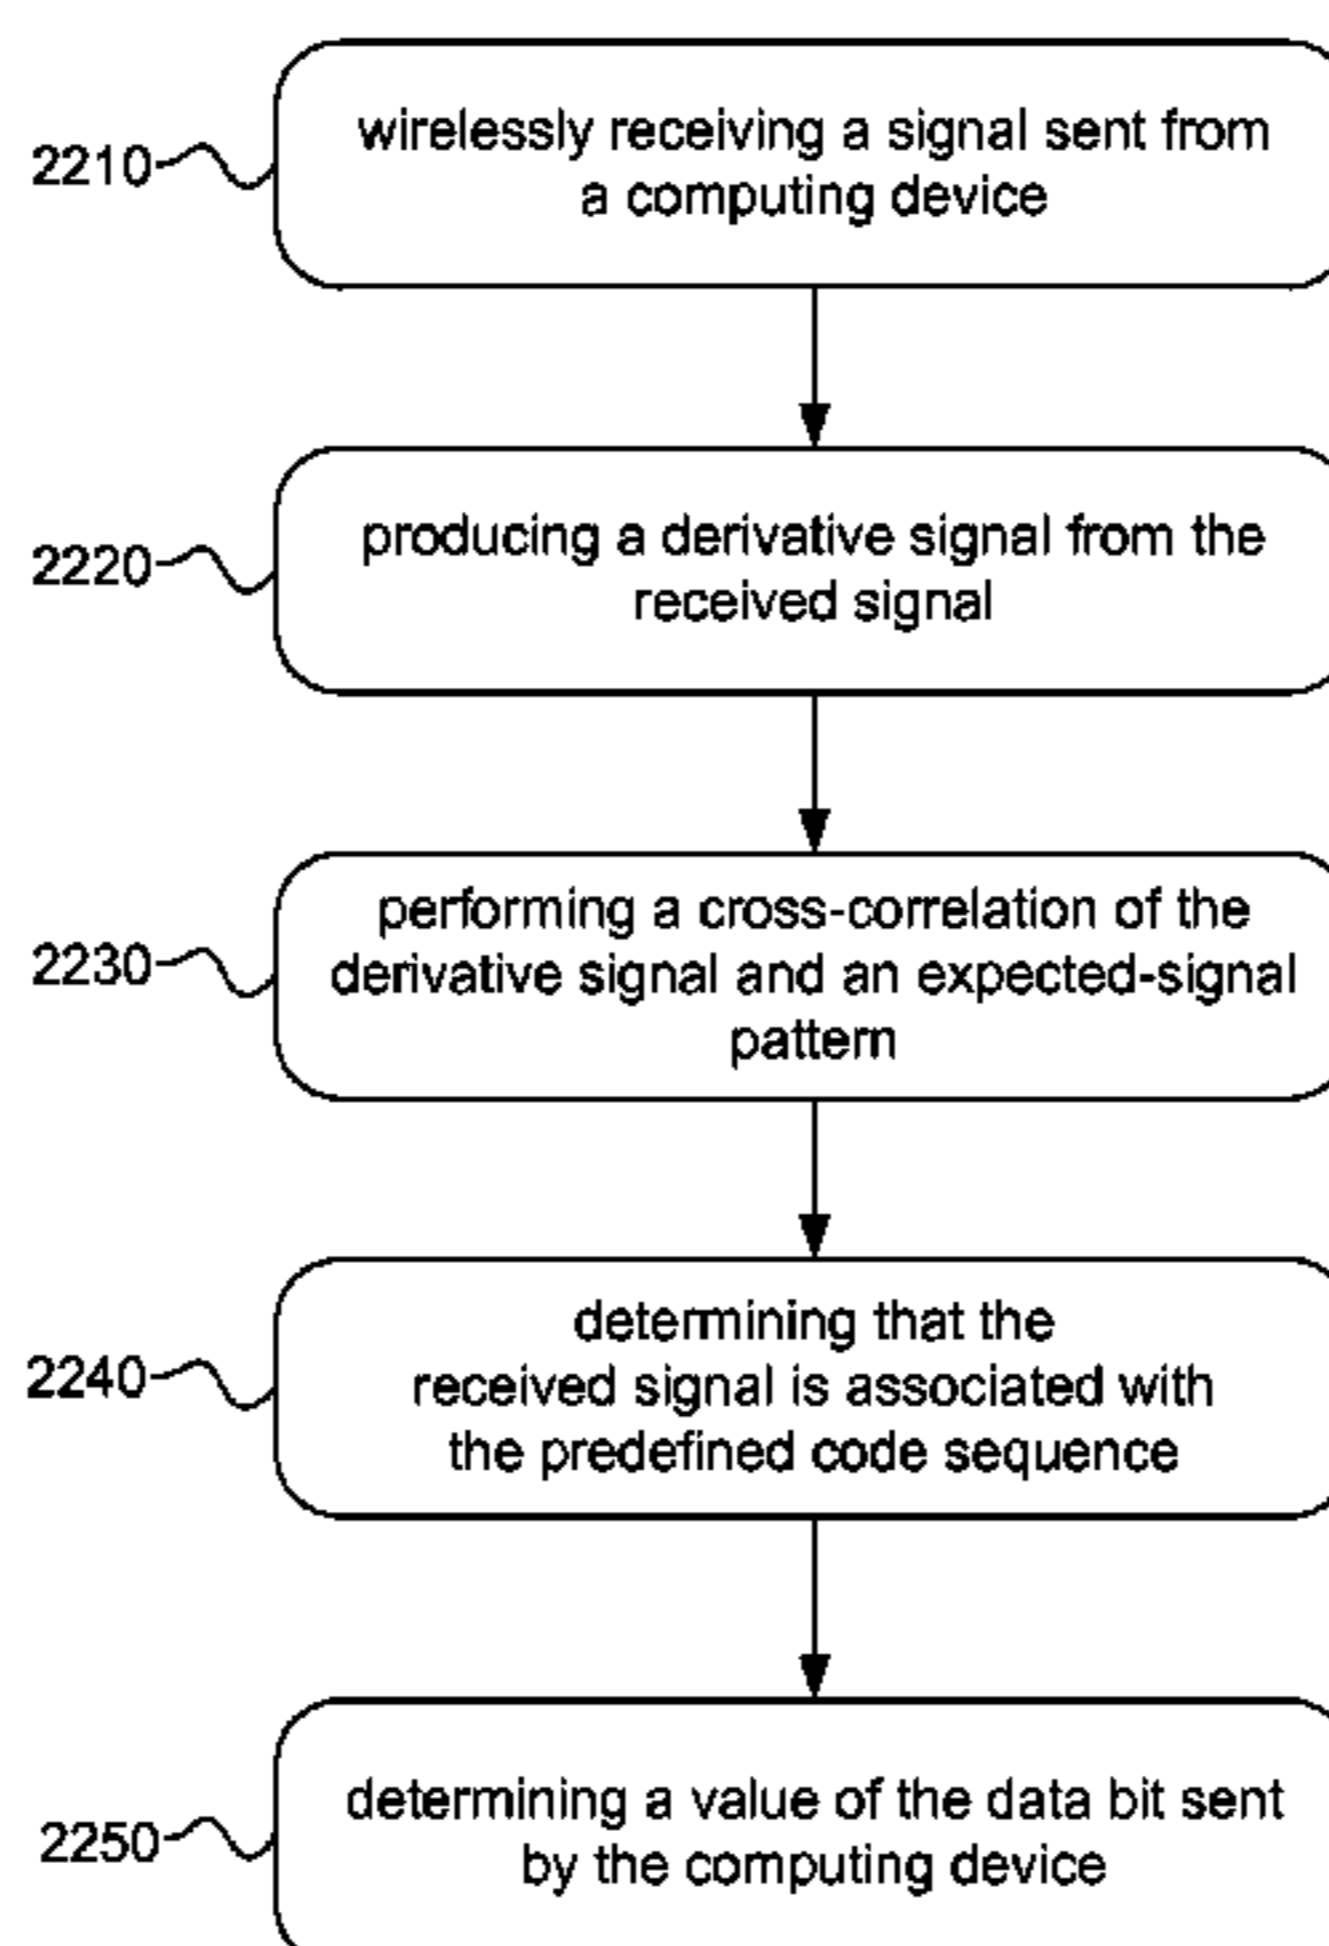 2210
wirelessly receiving a signal sent from
a computing device
2220
producing a derivative signal from the
received signal
2230
performing a cross-correlation of the
derivative signal and an expected-signal
pattern
2240
determining that the
received signal is associated with
the predefined code sequence
2250
determining a value of the data bit sent
by the computing device